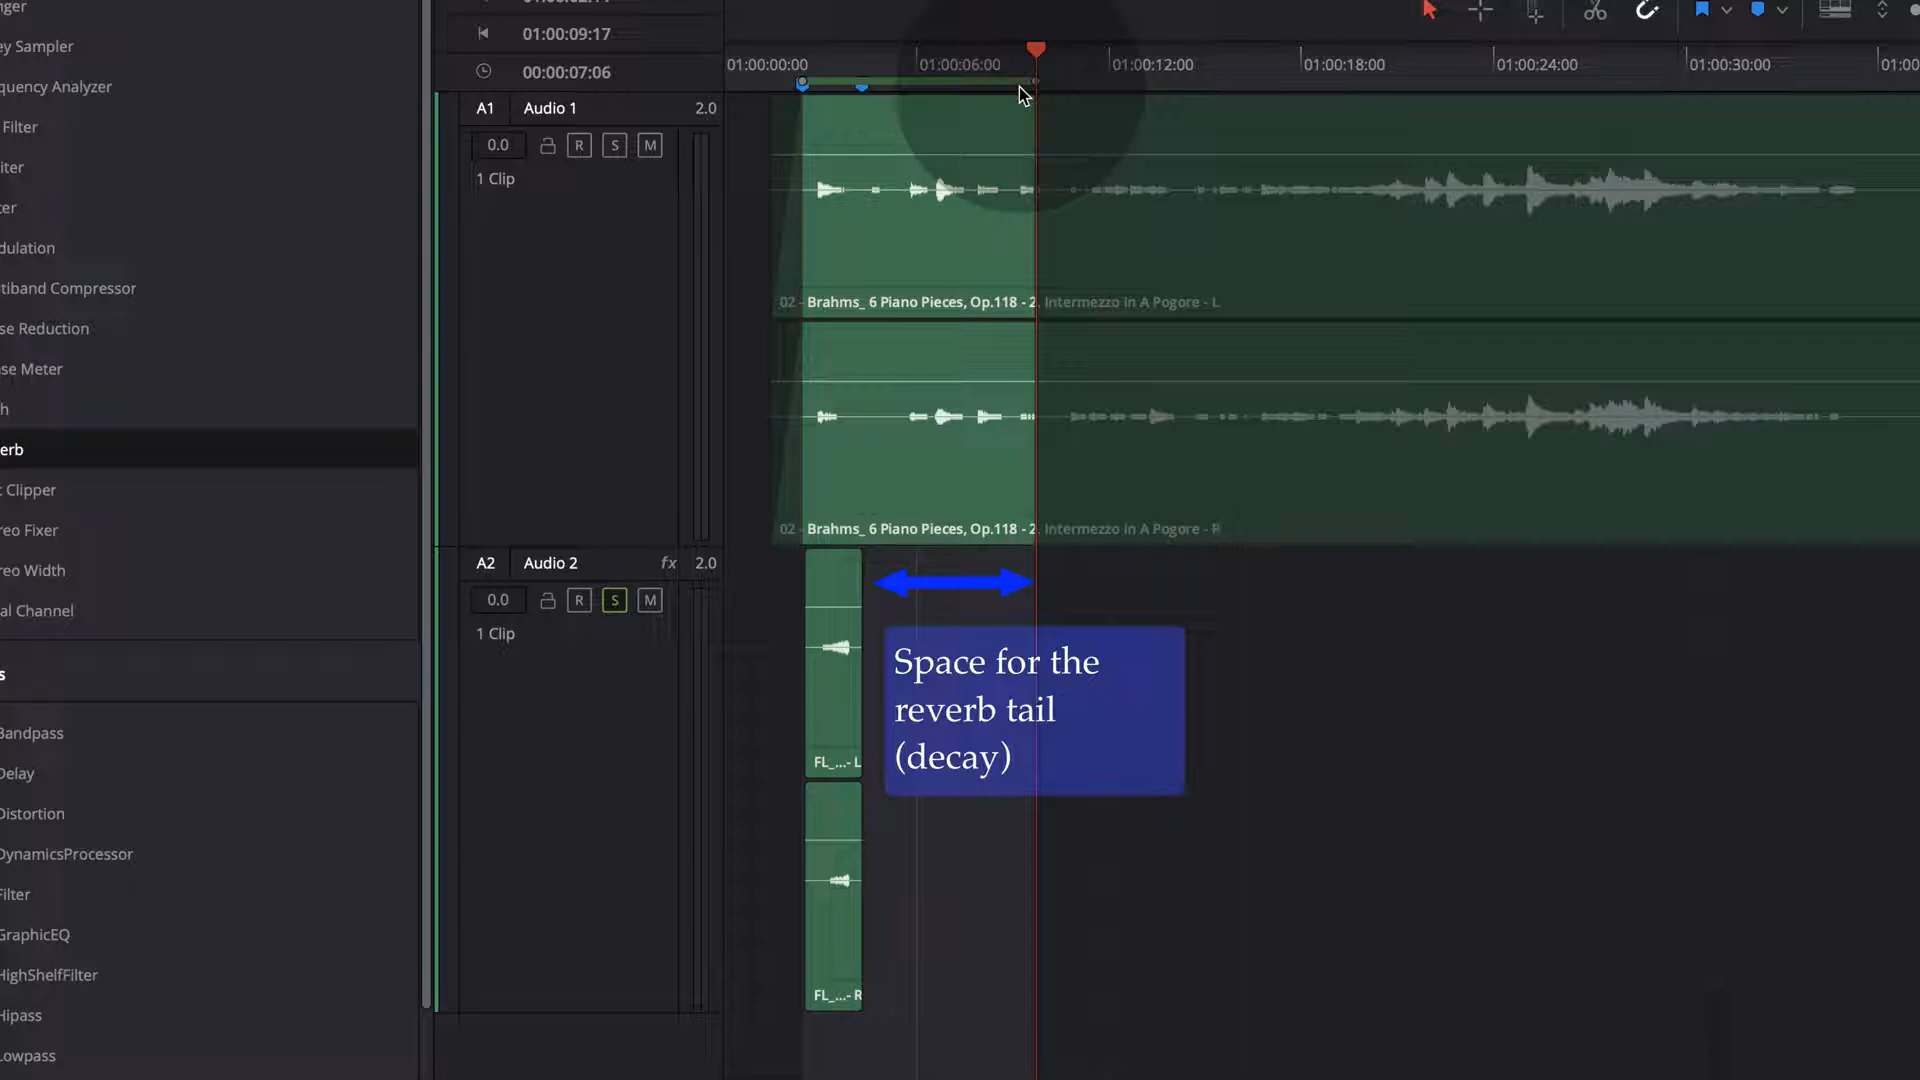 nger
ey Sampler
quency Analyzer
Filter
iter
ter
dulation
tiband Compressor
se Reduction
se Meter
h
erb
t Clipper
reo Fixer
reo Width
al Channel
s
Bandpass
Delay
Distortion
DynamicsProcessor
Filter
GraphicEQ
HighShelfFilter
Hipass
Lowpass
01:00:09:17
00:00:07:06
01:00:00:00
01:00:06:00
01:00:12:00
01:00:18:00
01:00:24:00
01:00:30:00
01:00
A1 Audio 1 2.0
0.0 R S M
1 Clip
02 - Brahms_ 6 Piano Pieces, Op.118 - 2. Intermezzo In A Pogore - L
02 - Brahms_ 6 Piano Pieces, Op.118 - 2. Intermezzo In A Pogore - R
A2 Audio 2 fx 2.0
0.0 R S M
1 Clip
FL_...- L
FL_...- R
Space for the
reverb tail
(decay)